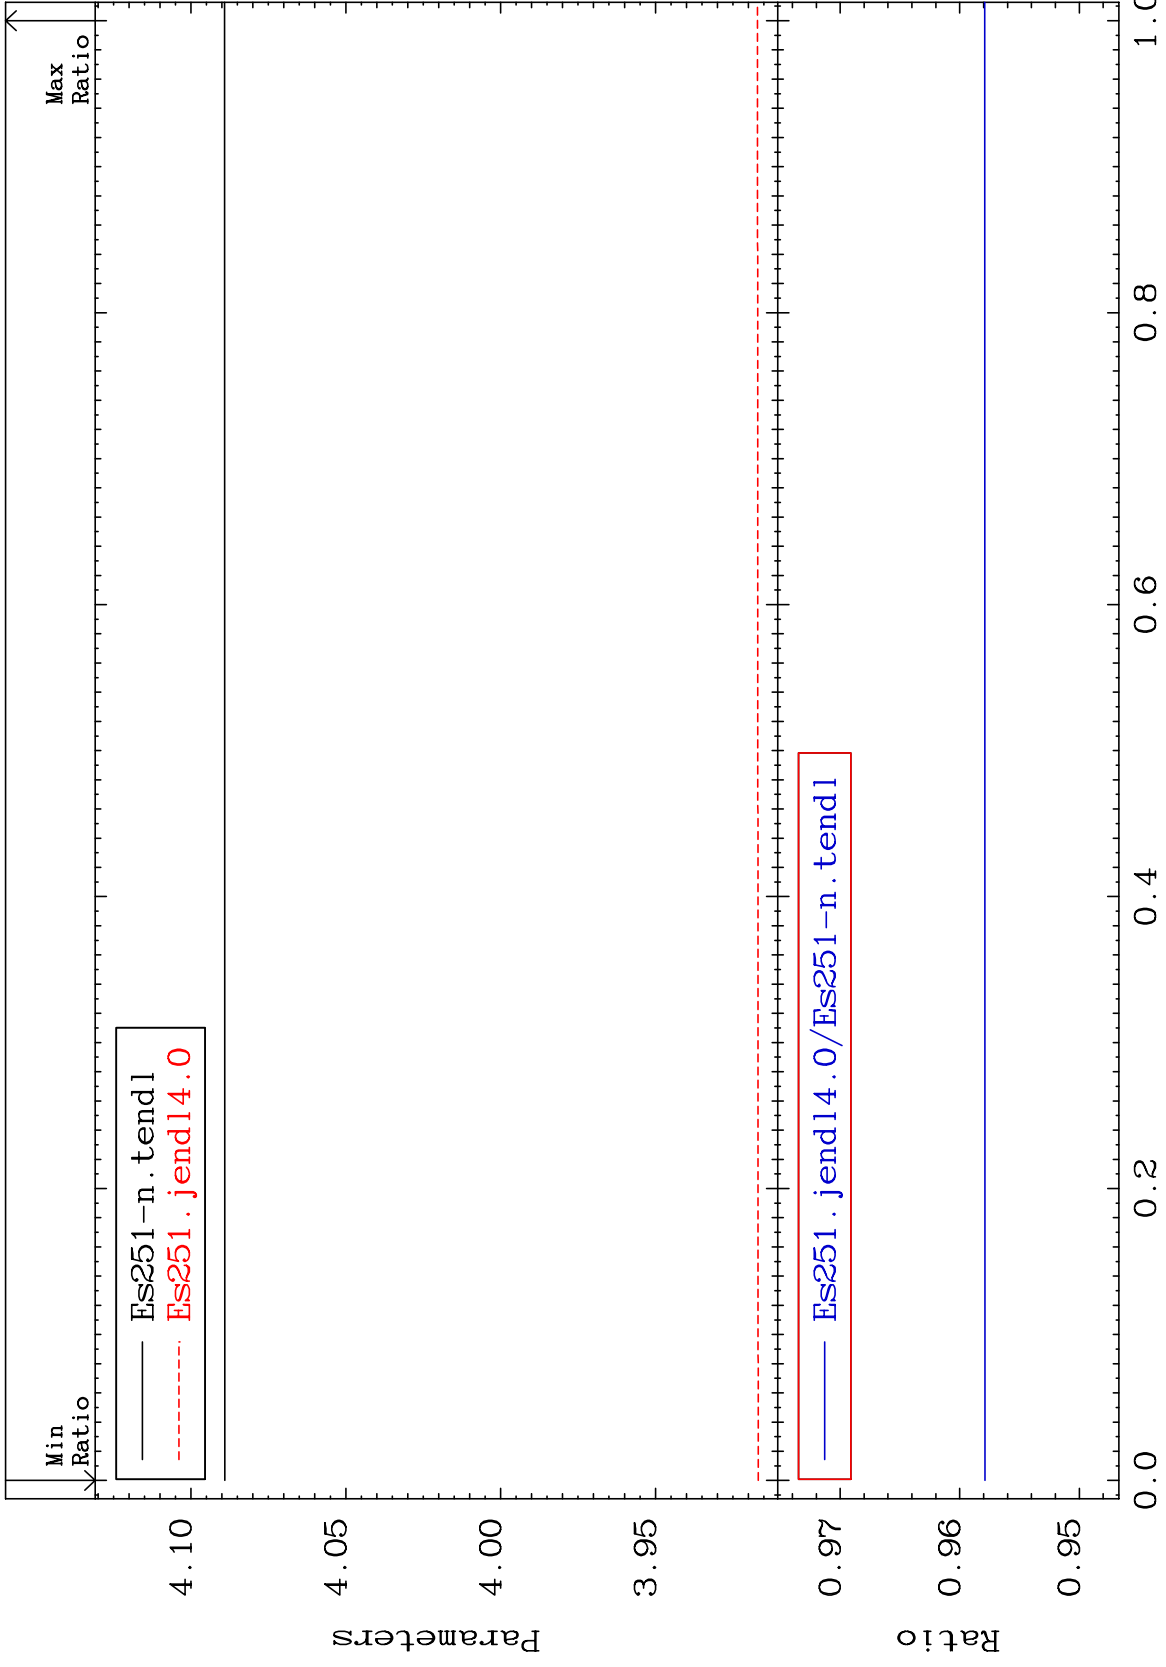 Min
Ratio
Max
Ratio
Es251-n.tendl
Es251.jendl4.0
4.10
4.05
4.00
3.95
Parameters
Es251.jendl4.0/Es251-n.tendl
0.97
0.96
0.95
Ratio
0.0
0.2
0.4
0.6
0.8
1.0